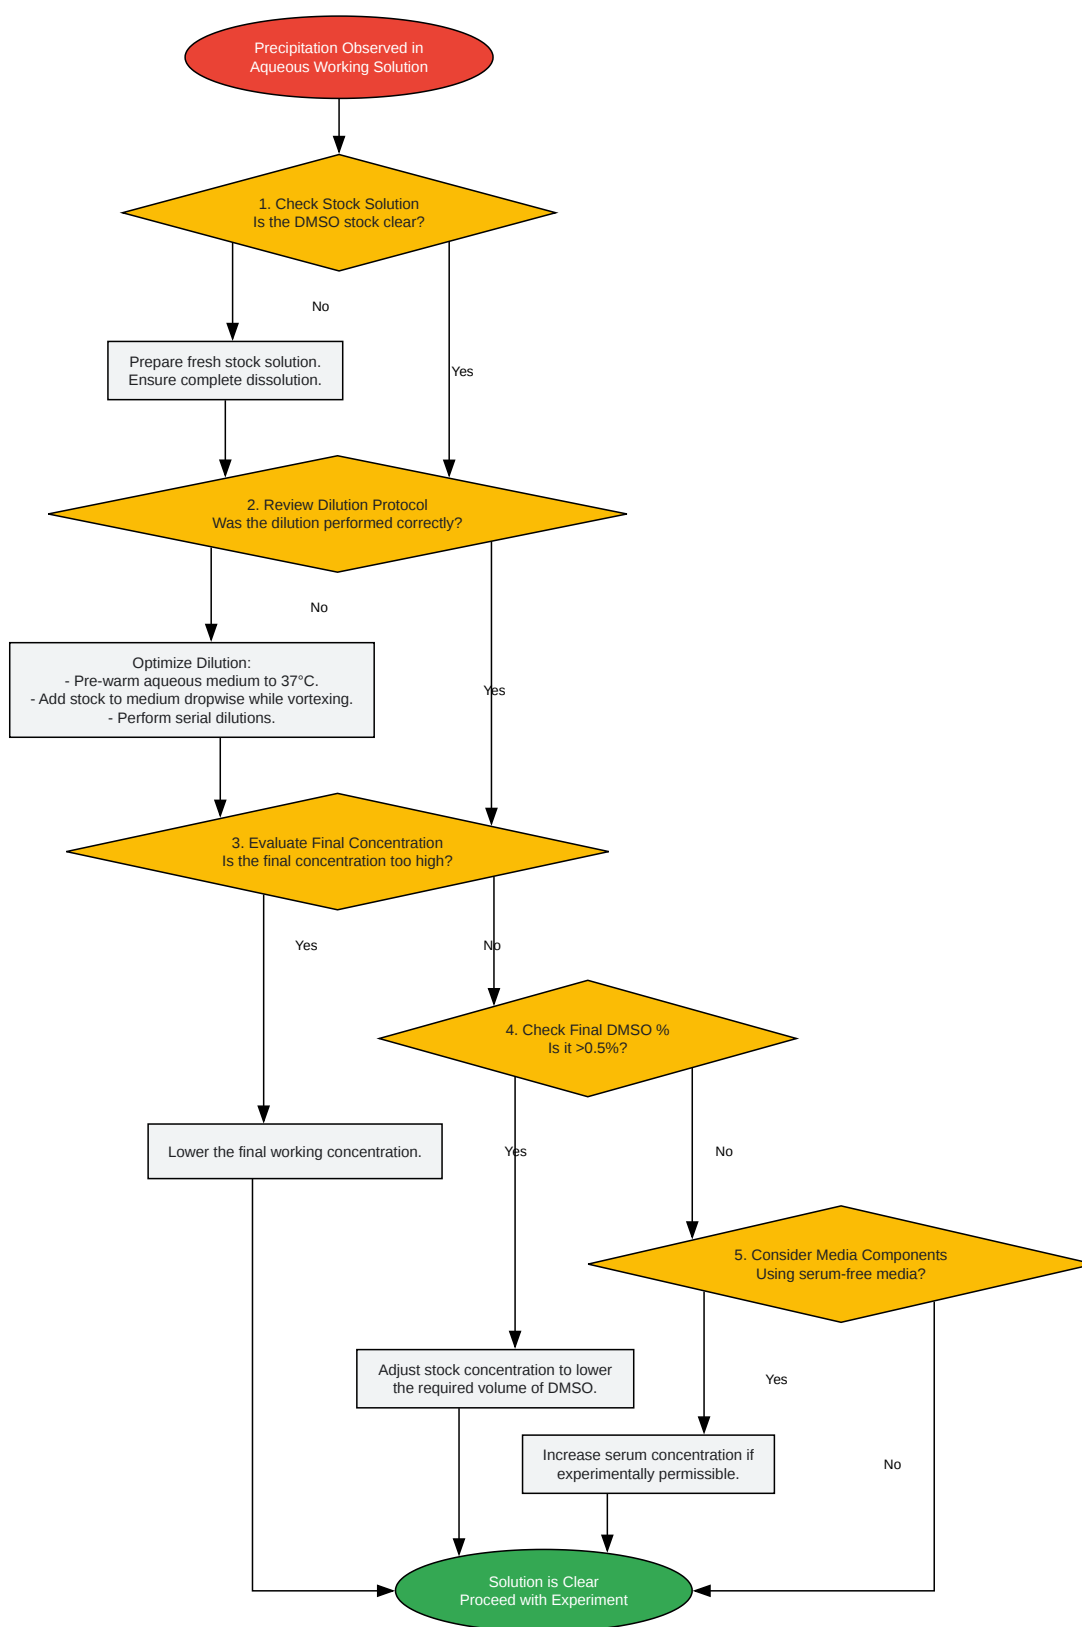 Precipitation Observed in
Aqueous Working Solution
1. Check Stock Solution
Is the DMSO stock clear?
No
Yes
Prepare fresh stock solution.
Ensure complete dissolution.
2. Review Dilution Protocol
Was the dilution performed correctly?
No
Yes
Optimize Dilution:
- Pre-warm aqueous medium to 37°C.
- Add stock to medium dropwise while vortexing.
- Perform serial dilutions.
3. Evaluate Final Concentration
Is the final concentration too high?
Yes
No
4. Check Final DMSO %
Is it >0.5%?
Lower the final working concentration.
Yes
No
5. Consider Media Components
Using serum-free media?
Adjust stock concentration to lower
the required volume of DMSO.
Yes
No
Increase serum concentration if
experimentally permissible.
Solution is Clear
Proceed with Experiment